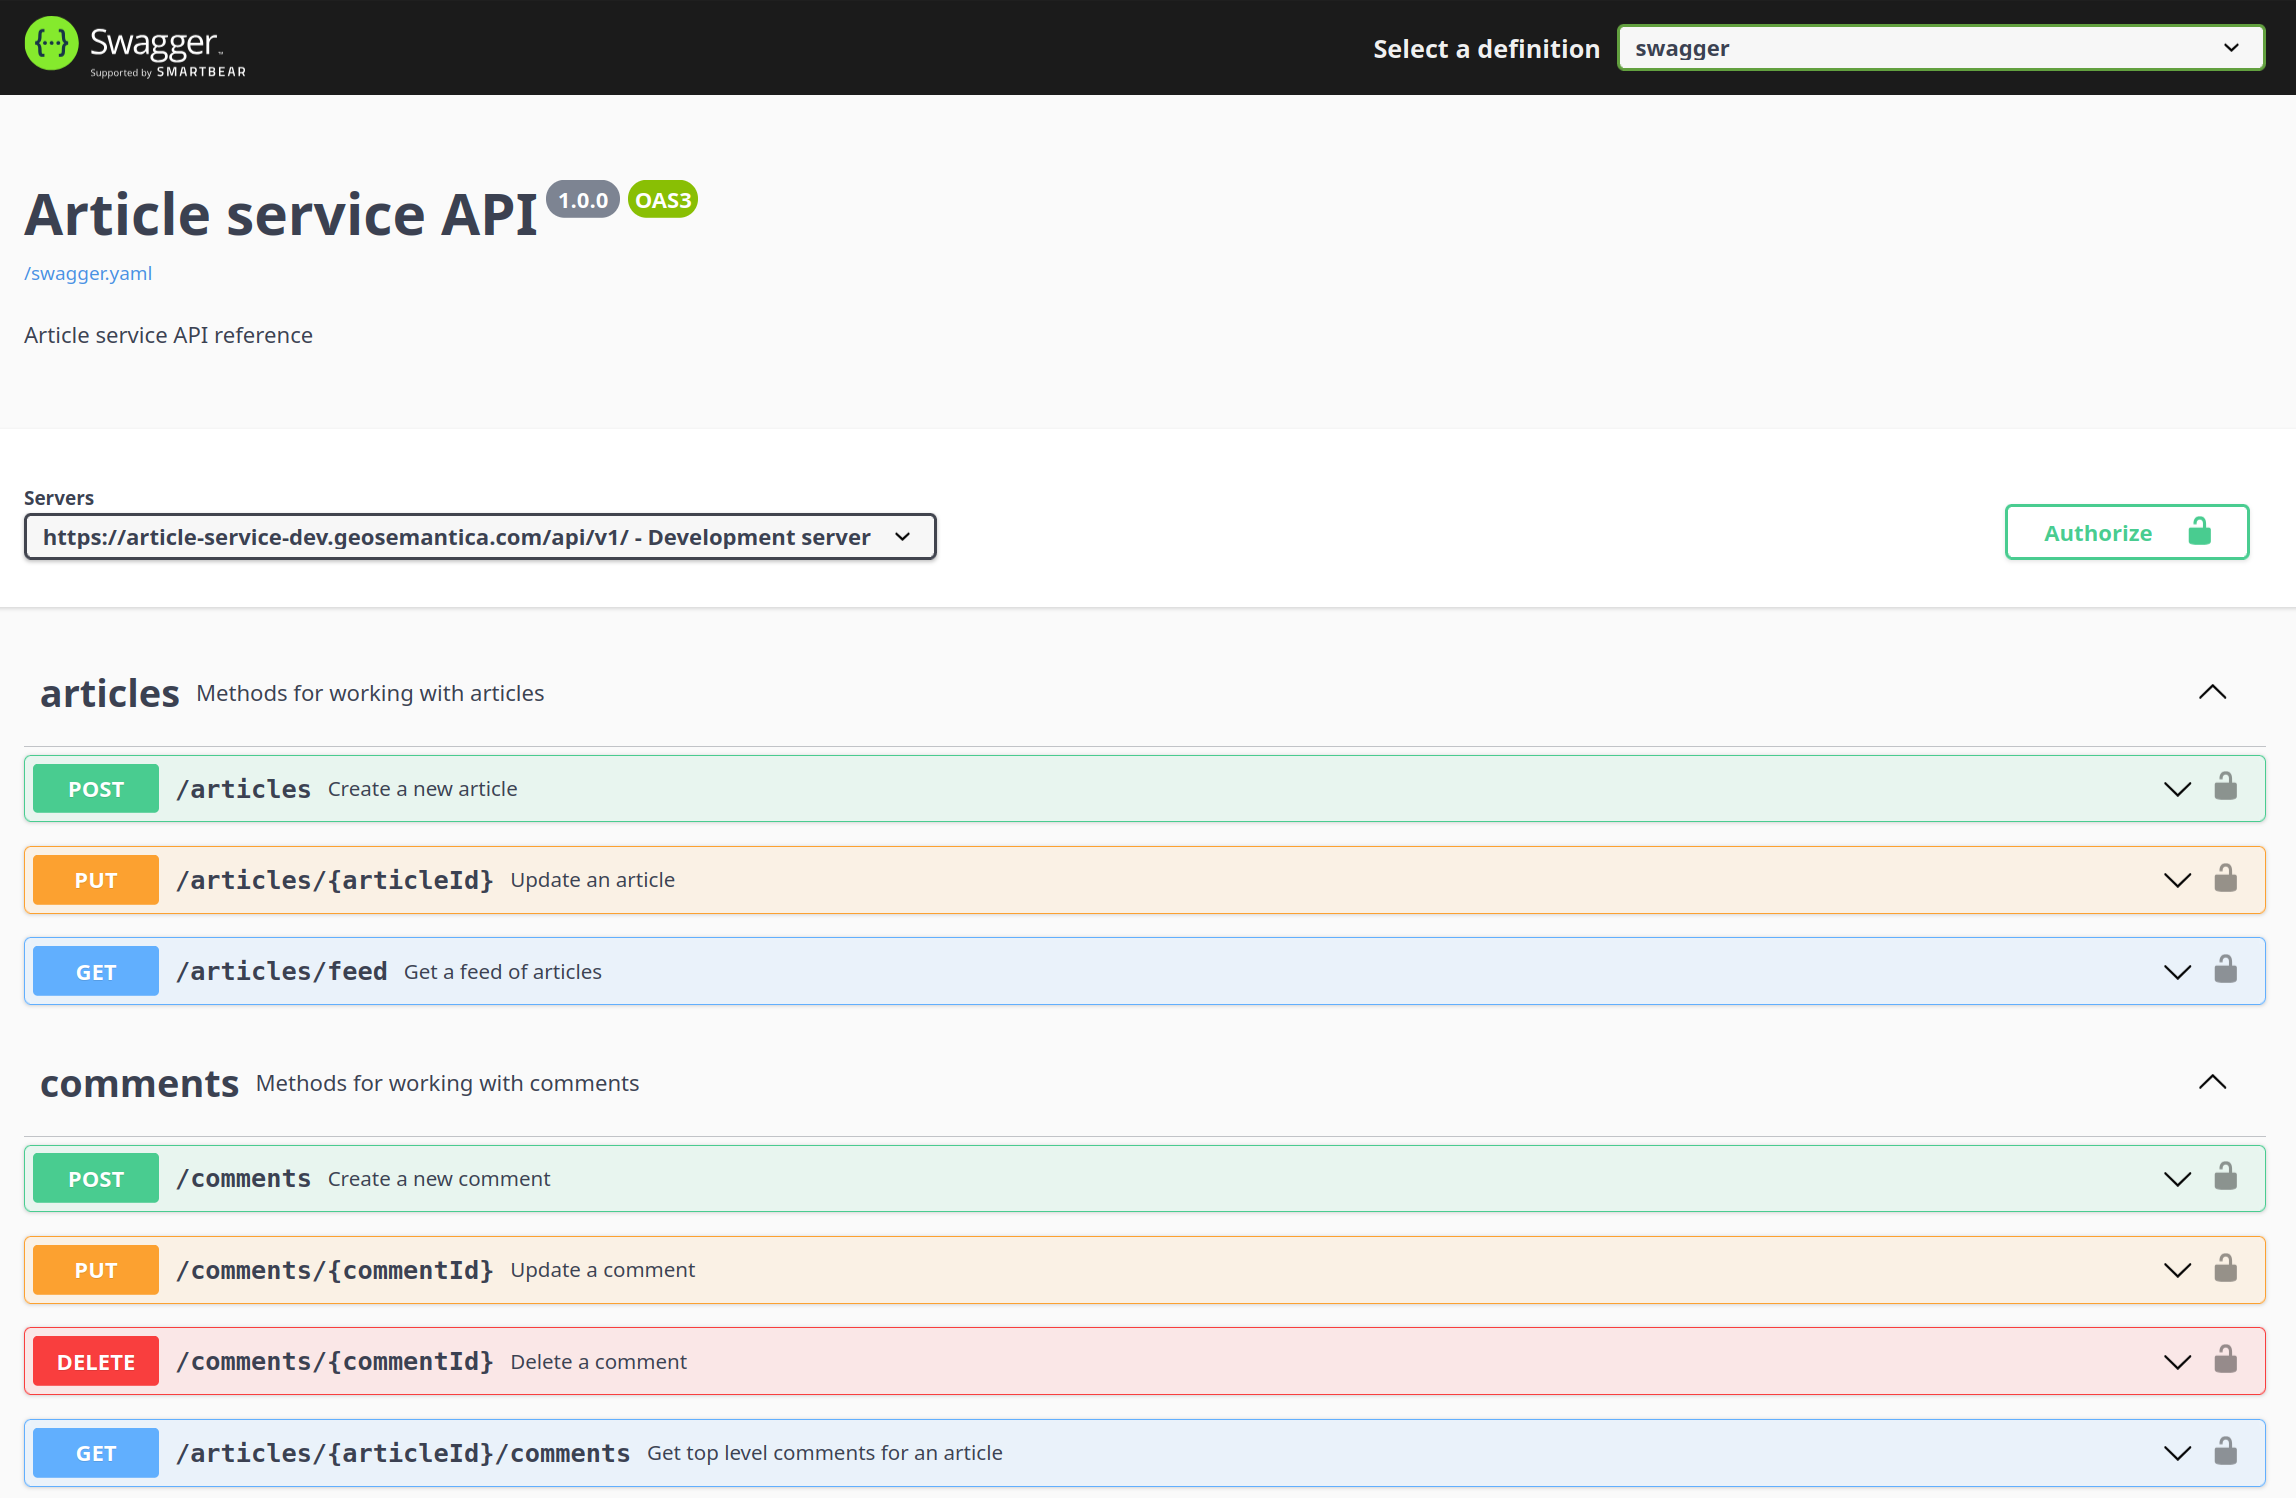 Swagger™
Supported by SMARTBEAR
Select a definition swagger
Article service API 1.0.0 OAS3
/swagger.yaml
Article service API reference
Servers
https://article-service-dev.geosemantica.com/api/v1/ - Development server
Authorize
articles Methods for working with articles
POST /articles Create a new article
PUT /articles/{articleId} Update an article
GET /articles/feed Get a feed of articles
comments Methods for working with comments
POST /comments Create a new comment
PUT /comments/{commentId} Update a comment
DELETE /comments/{commentId} Delete a comment
GET /articles/{articleId}/comments Get top level comments for an article